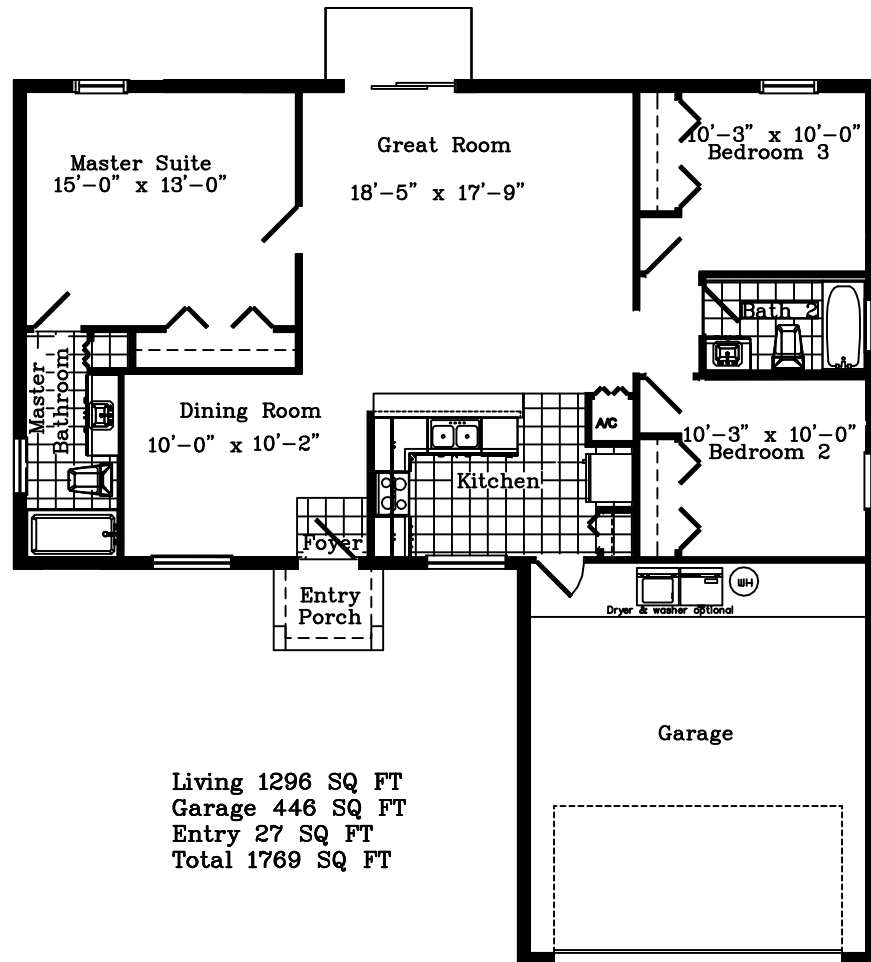 Great Room
18'-5" x 17'-9"
Master Suite
15'-0" x 13'-0"
10'-3" x 10'-0"
Bedroom 3
Bath 2
Master
Bathroom
Dining Room
10'-0" x 10'-2"
A/C
Kitchen
10'-3" x 10'-0"
Bedroom 2
Foyer
Entry
Porch
WH
Dryer & washer optional
Garage
Living 1296 SQ FT
Garage 446 SQ FT
Entry 27 SQ FT
Total 1769 SQ FT